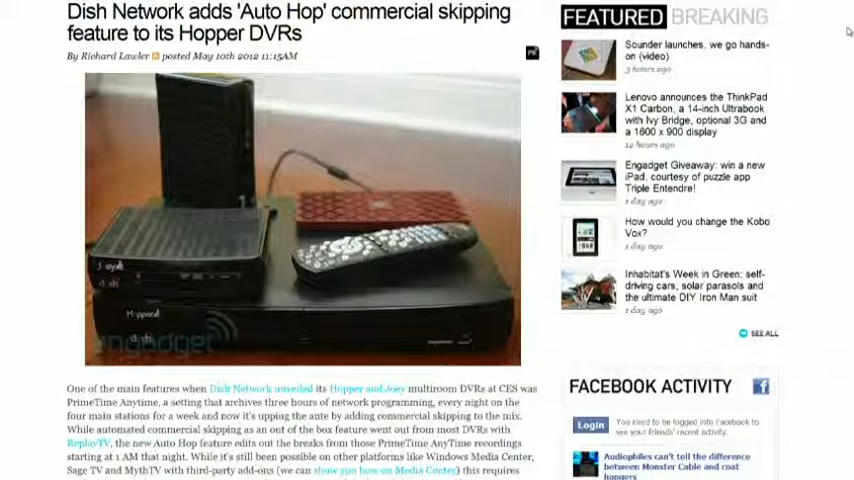 Dish Network adds 'Auto Hop' commercial skipping
feature to its Hopper DVRs
By Richard Lawler posted May 10th 2012 11:15AM
Hopper
dish
engadget
One of the main features when Dish Network unveiled its Hopper and Joey multiroom DVRs at CES was
PrimeTime Anytime, a setting that archives three hours of network programming, every night on the
four main stations for a week and now it's upping the ante by adding commercial skipping to the mix.
While automated commercial skipping as an out of the box feature went out from most DVRs with
ReplayTV, the new Auto Hop feature edits out the breaks from those PrimeTime AnyTime recordings
starting at 1 AM that night. While it's still been possible on other platforms like Windows Media Center,
Sage TV and MythTV with third-party add-ons (we can show you how on Media Center) this requires
FEATURED BREAKING
Sounder launches, we go hands-
on (video)
3 hours ago
Lenovo announces the ThinkPad
X1 Carbon, a 14-inch Ultrabook
with Ivy Bridge, optional 3G and
a 1600 x 900 display
Engadget Giveaway: win a new
iPad, courtesy of puzzle app
Triple Entendre!
1 day ago
How would you change the Kobo
Vox?
1 day ago
Inhabitat's Week in Green: self-
driving cars, solar parasols and
the ultimate DIY Iron Man suit
1 day ago
SEE ALL
FACEBOOK ACTIVITY
Login You need to be logged into Facebook to
see your friends' recent activity.
Audiophiles can't tell the difference
between Monster Cable and coat
hangers